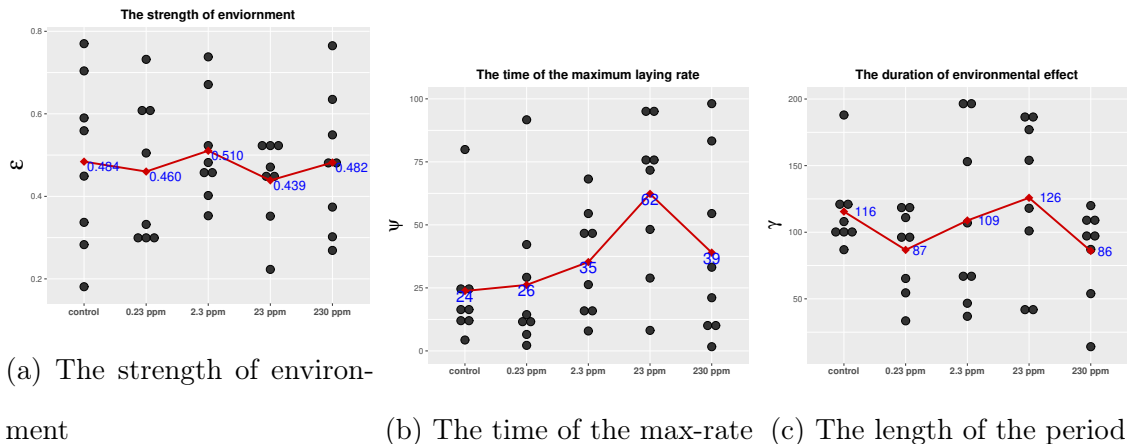 The strength of enviornment
ε
0.8
0.6
0.4
0.2
0.484
0.460
0.510
0.439
0.482
control
0.23 ppm
2.3 ppm
23 ppm
230 ppm
(a) The strength of environ-
ment
The time of the maximum laying rate
ψ
100
75
50
25
0
24
26
35
62
39
control
0.23 ppm
2.3 ppm
23 ppm
230 ppm
(b) The time of the max-rate
The duration of environmental effect
γ
200
150
100
50
116
87
109
126
86
control
0.23 ppm
2.3 ppm
23 ppm
230 ppm
(c) The length of the period